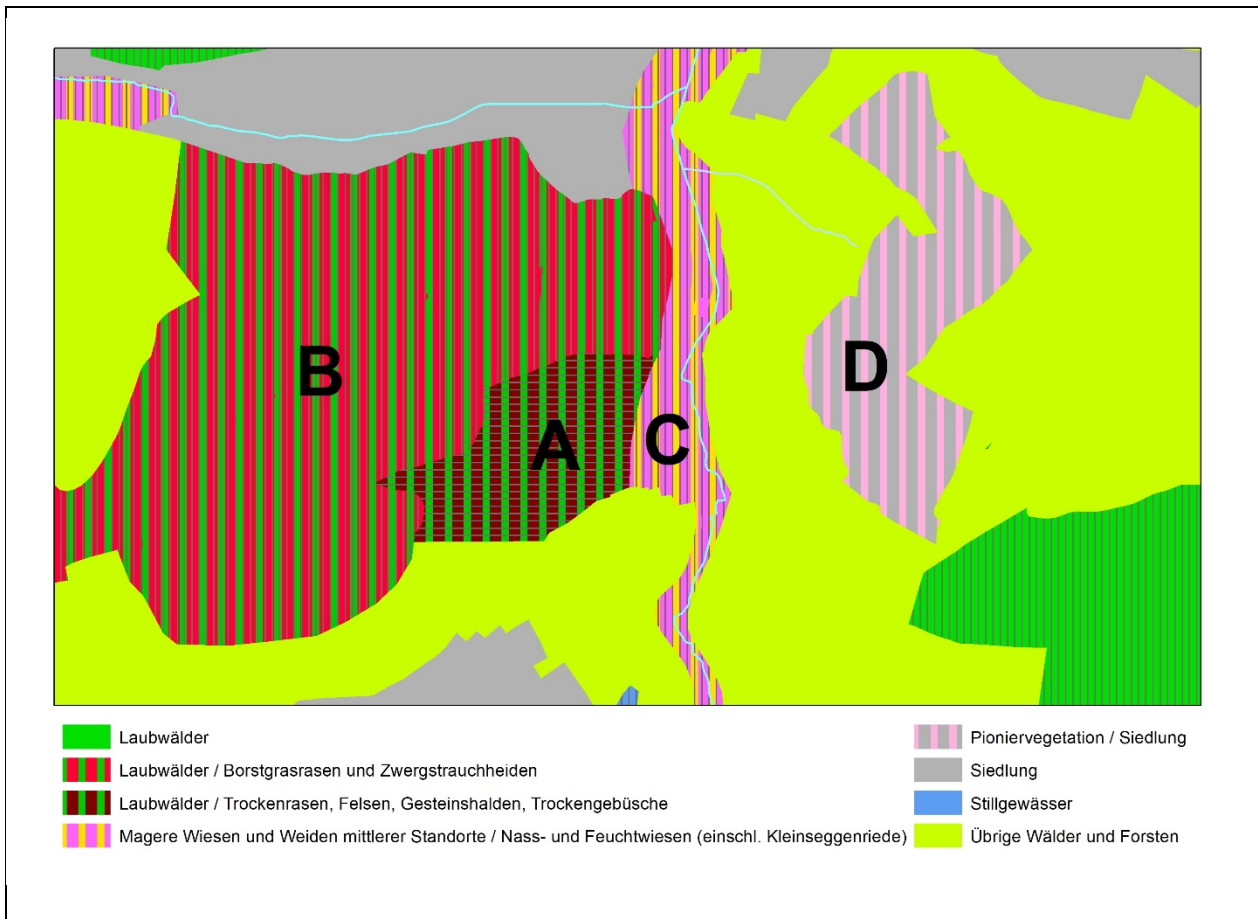 B
D
A
C
Laubwälder
Laubwälder / Borstgrasrasen und Zwergstrauchheiden
Laubwälder / Trockenrasen, Felsen, Gesteinshalden, Trockengebüsche
Magere Wiesen und Weiden mittlerer Standorte / Nass- und Feuchtwiesen (einschl. Kleinseggenriede)
Pioniervegetation / Siedlung
Siedlung
Stillgewässer
Übrige Wälder und Forsten